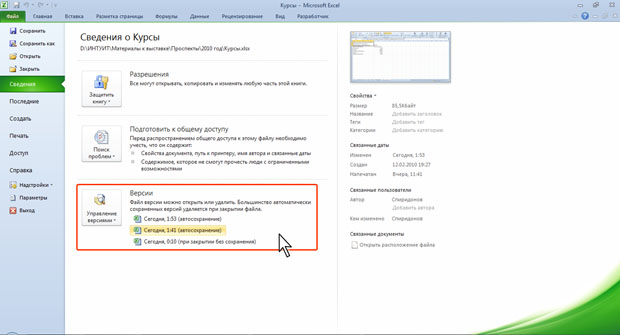 Курсы – Microsoft Excel
Файл Главная Вставка Разметка страницы Формулы Данные Рецензирование Вид Разработчик
Сохранить
Сохранить как
Открыть
Закрыть
Сведения
Последние
Создать
Печать
Доступ
Справка
Надстройки
Параметры
Выход
Сведения о Курсы
D:\ИНТУИТ\Материалы к выставке\Проспекты\2010 год\Курсы.xlsx
Защитить книгу
Разрешения
Все могут открывать, копировать и изменять любую часть этой книги.
Поиск проблем
Подготовить к общему доступу
Перед распространением общего доступа к этому файлу необходимо
учесть, что он содержит:
Свойства документа, путь к принтеру, имя автора и связанные даты
Содержимое, которое не смогут прочесть люди с ограниченными
возможностями
Управление версиями
Версии
Файл версии можно открыть или удалить. Большинство автоматически
сохраненных версий удаляется при закрытии файла.
Сегодня, 1:53 (автосохранение)
Сегодня, 1:41 (автосохранение)
Сегодня, 0:10 (при закрытии без сохранения)
Свойства
Размер 85,5Кбайт
Название Добавить заголовок
Теги Добавить тег
Категории Добавить категорию
Связанные даты
Изменен Сегодня, 1:53
Создан 12.02.2010 19:27
Напечатан Вчера, 11:41
Связанные пользователи
Автор Спиридонов
Добавить автора
Кем изменено Спиридонов
Связанные документы
Открыть расположение файла